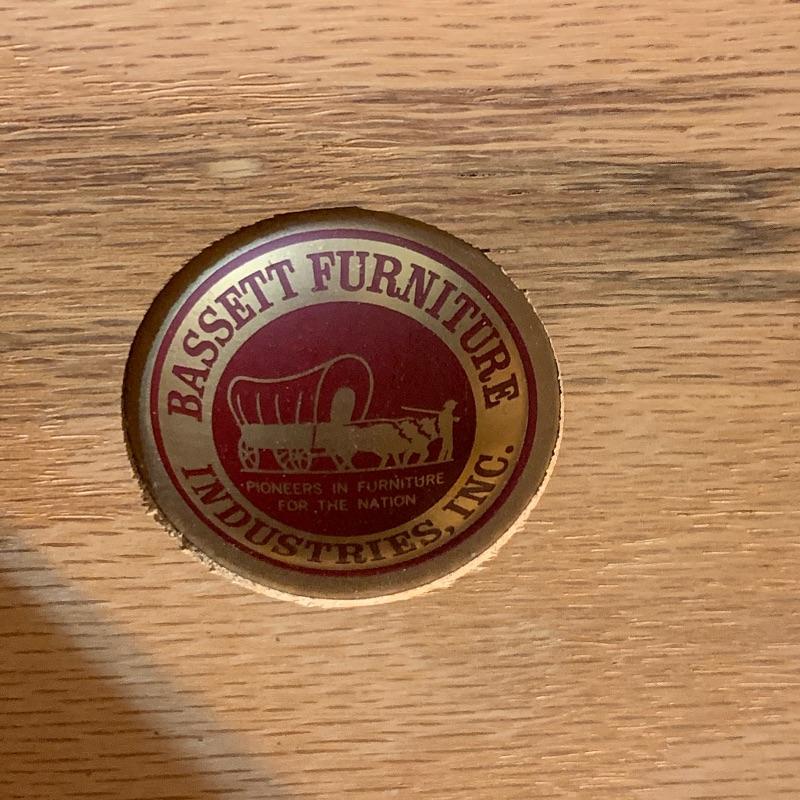 BASSETT FURNITURE
PIONEERS IN FURNITURE
FOR THE NATION
INDUSTRIES, INC.